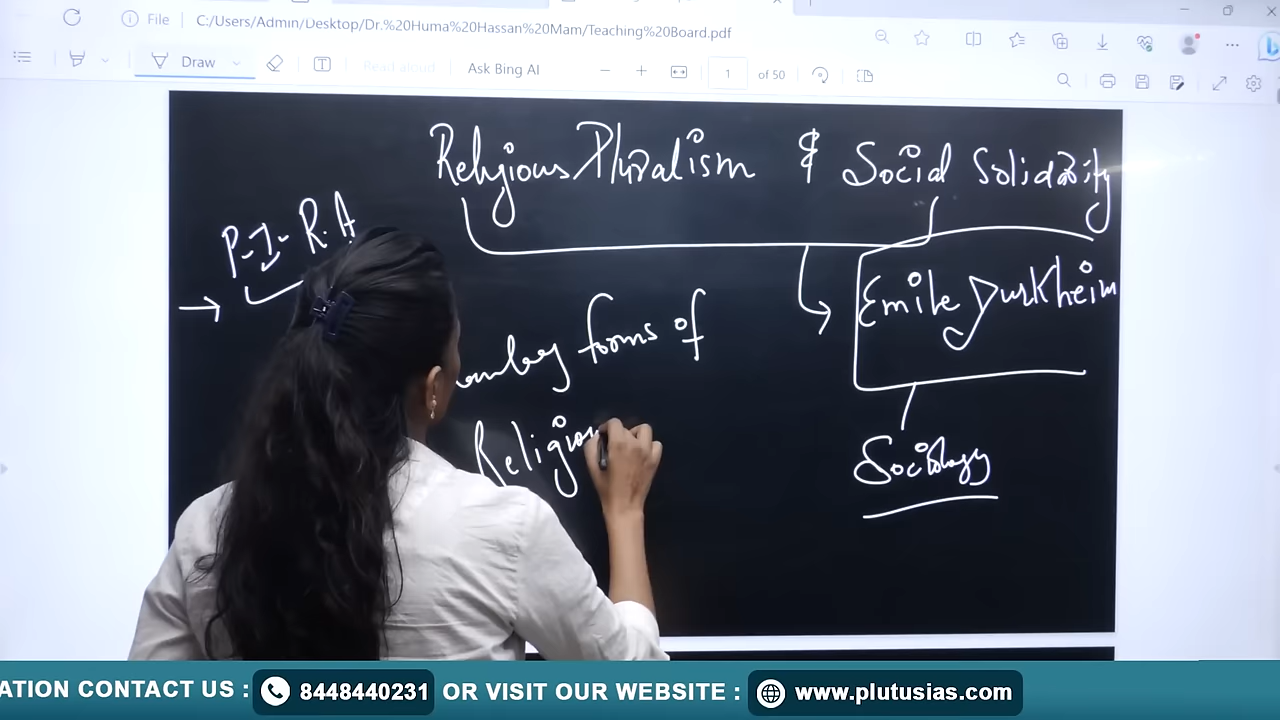 File C:/Users/Admin/Desktop/Dr.%20Huma%20Hassan%20Mam/Teaching%20Board.pdf
Draw Read aloud Ask Bing AI 1 of 50
Religious Pluralism & Social Solidarity
P-I-R.A
Emile Durkheim
forms of
Religion
Sociology
ATION CONTACT US : 8448440231 OR VISIT OUR WEBSITE : www.plutusias.com